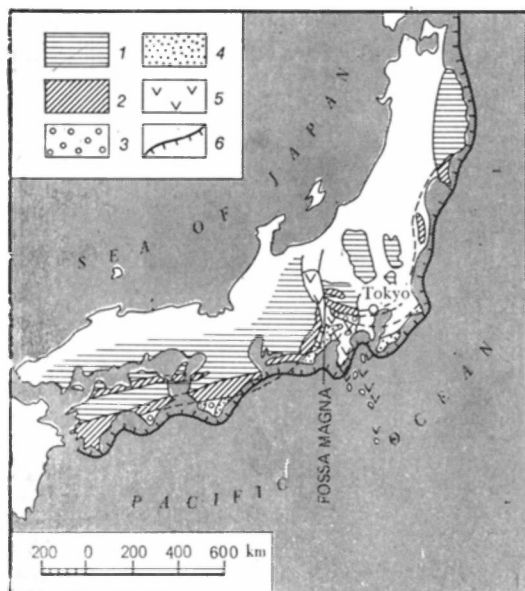 1 4
2 5
3 6
SEA OF JAPAN
Tokyo
FOSSA MAGNA
PACIFIC OCEAN
200 0 200 400 600 km